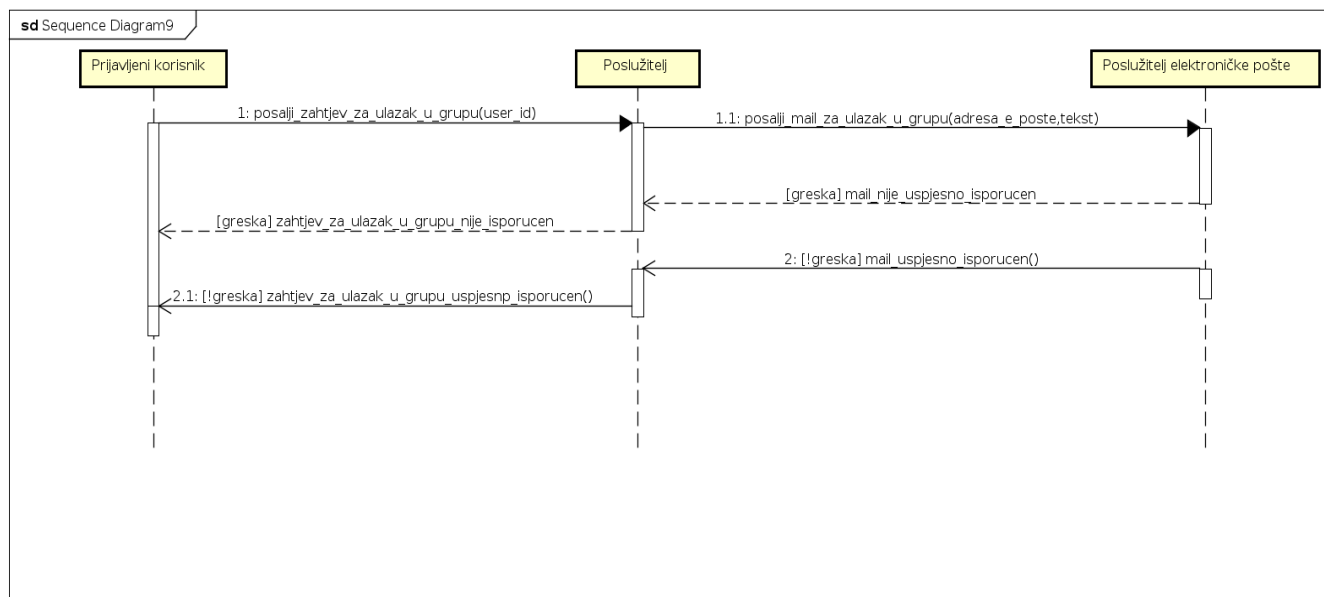 sd Sequence Diagram9
Prijavljeni korisnik
Poslužitelj
Poslužitelj elektroničke pošte
1: posalji_zahtjev_za_ulazak_u_grupu(user_id)
1.1: posalji_mail_za_ulazak_u_grupu(adresa_e_poste,tekst)
[greska] mail_nije_uspjesno_isporucen
[greska] zahtjev_za_ulazak_u_grupu_nije_isporucen
2: [!greska] mail_uspjesno_isporucen()
2.1: [!greska] zahtjev_za_ulazak_u_grupu_uspjesnp_isporucen()